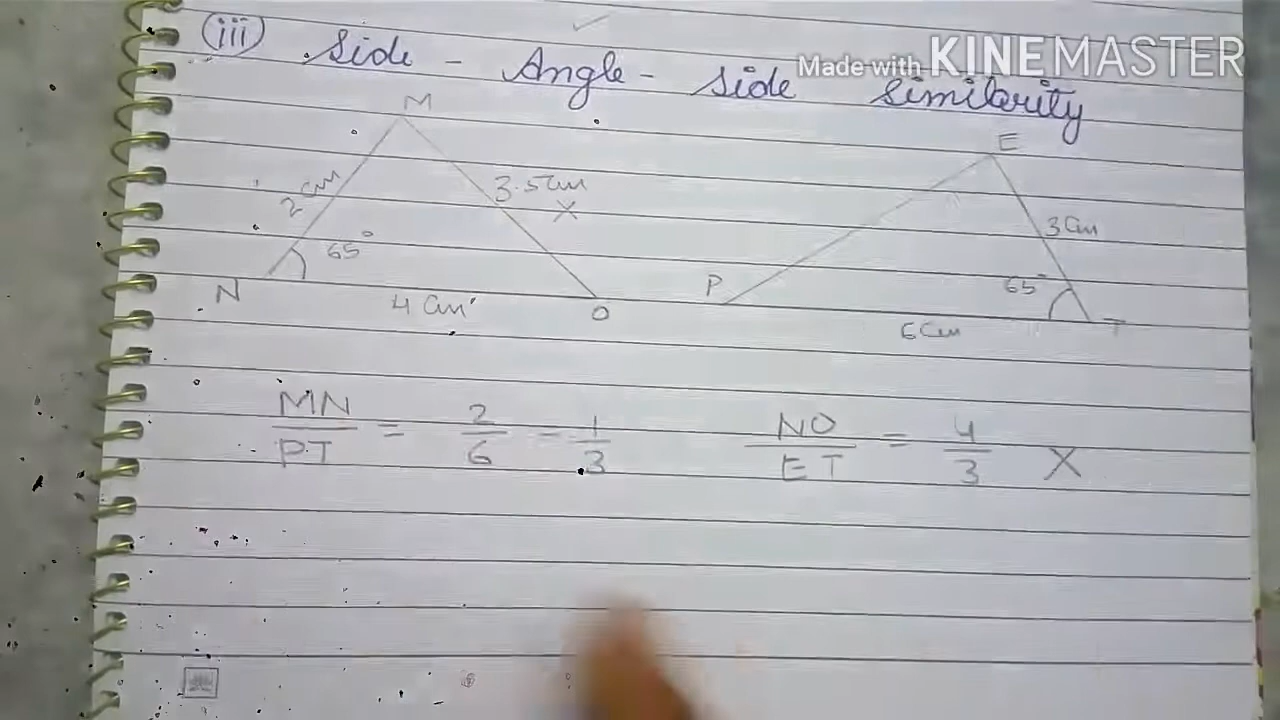 (iii) Side - Angle - Side Similarity
Made with KINEMASTER
M
E
2 cm
3.5 cm
X
3 cm
65°
65°
N
4 cm
O
P
6 cm
T
MN/PT = 2/6 = 1/3
NO/ET = 4/3 X